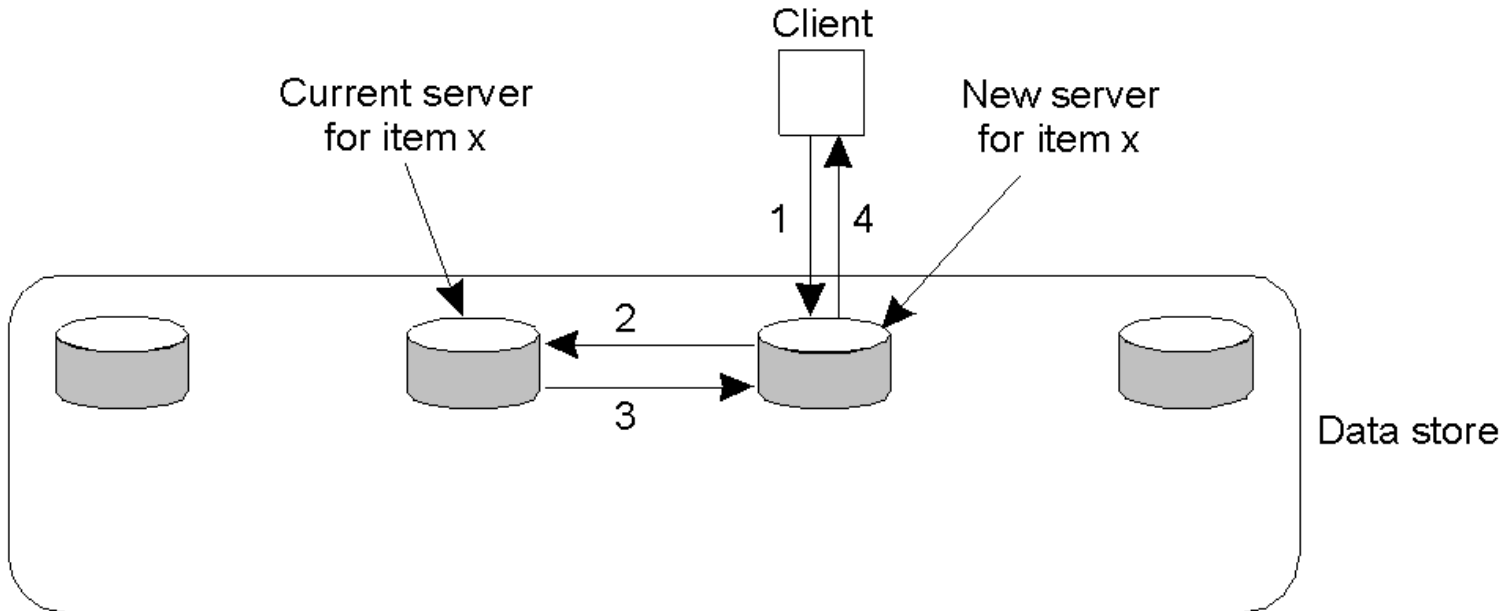 Client
Current server
for item x
New server
for item x
1
4
2
3
Data store